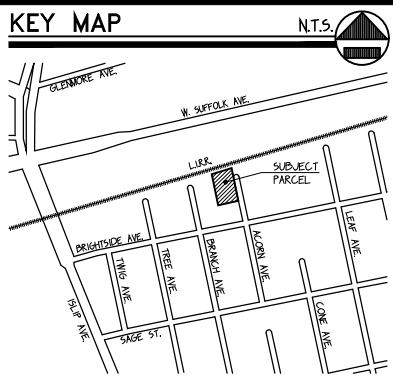 KEY MAP
N.T.S.
GLENMORE AVE.
W. SUFFOLK AVE.
L.I.R.R.
SUBJECT
PARCEL
BRIGHTSIDE AVE.
TWIG AVE.
TREE AVE.
BRANCH AVE.
ACORN AVE.
LEAF AVE.
ISLIP AVE.
SAGE ST.
CONE AVE.